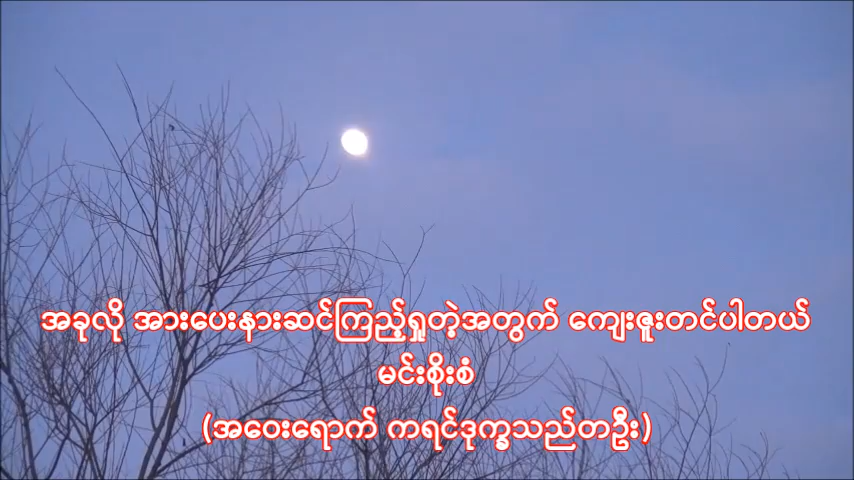 အခုလို အားပေးနားဆင်ကြည့်ရှုတဲ့အတွက် ကျေးဇူးတင်ပါတယ်
မင်းစိုးစံ
(အဝေးရောက် ကရင်ဒုက္ခသည်တဦး)